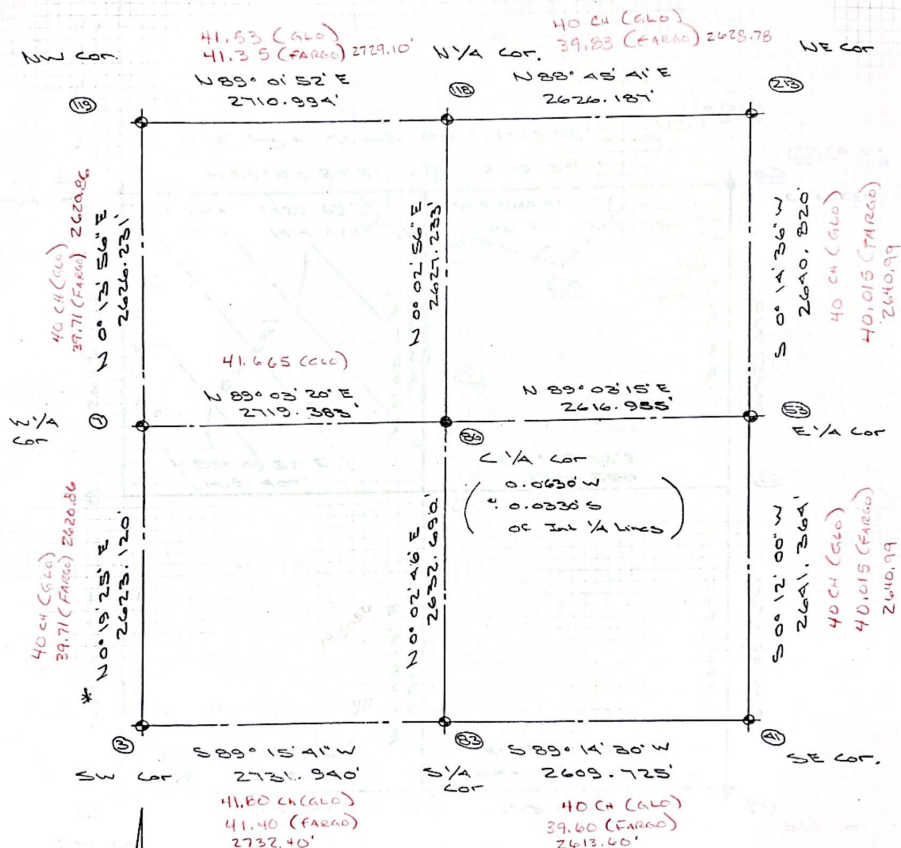 41.53 (GLO)
41.35 (FARGO) 2729.10'
40 CH (GLO)
39.83 (FARGO) 2628.78
NW Cor.
N 1/4 Cor.
NE Cor
N 89° 01' 52" E
2710.994'
N 88° 45' 41" E
2626.187'
119
118
213
40 CH (GLO)
39.71 (FARGO) 2620.86
N 0° 13' 56" E
2626.231'
N 0° 02' 56" E
2627.233'
S 0° 14' 36" W
2640.820'
40 CH (GLO)
40.015 (FARGO)
2640.99
41.665 (GLO)
N 89° 03' 20" E
2719.383'
N 89° 03' 15" E
2616.955'
W 1/4
Cor
1
86
53
E 1/4 Cor
C 1/4 Cor
0.0630' W
0.0330' S
OF Int 1/4 Lines
40 CH (GLO)
39.71 (FARGO) 2620.86
* N 0° 15' 25" E
2623.120'
N 0° 02' 46" E
2632.690'
S 0° 12' 00" W
2641.364'
40 CH (GLO)
40.015 (FARGO)
2640.99
3
83
41
S 89° 15' 41" W
2731.940'
S 89° 14' 30" W
2609.725'
SW Cor.
S 1/4
Cor
SE Cor.
41.80 CH (GLO)
41.40 (FARGO)
2732.40'
40 CH (GLO)
39.60 (FARGO)
2613.60'